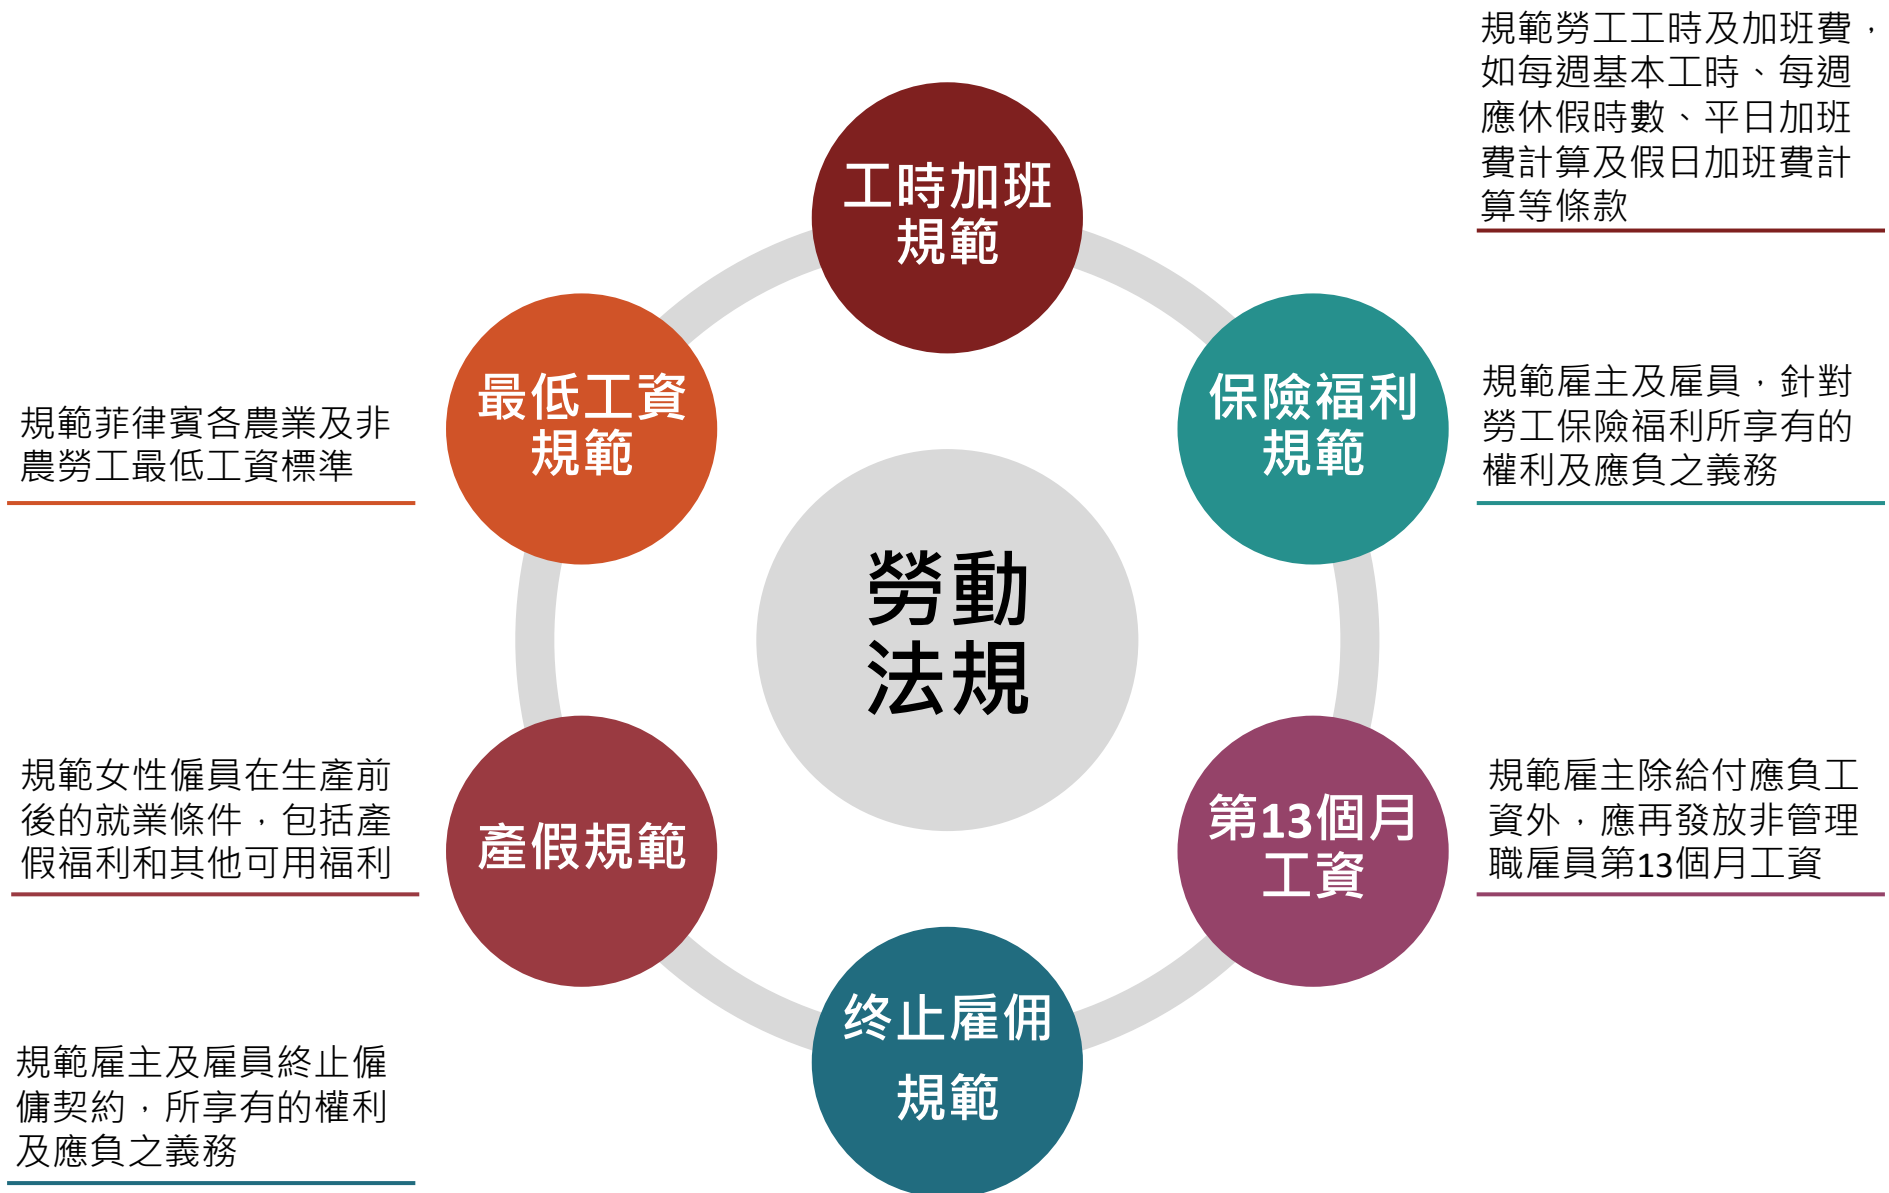 規範勞工工時及加班費，
如每週基本工時、每週
應休假時數、平日加班
費計算及假日加班費計
算等條款
工時加班
規範
最低工資
規範
保險福利
規範
規範菲律賓各農業及非
農勞工最低工資標準
規範雇主及雇員，針對
勞工保險福利所享有的
權利及應負之義務
勞動
法規
規範女性僱員在生產前
後的就業條件，包括產
假福利和其他可用福利
產假規範
第13個月
工資
規範雇主除給付應負工
資外，應再發放非管理
職雇員第13個月工資
终止雇佣
規範
規範雇主及雇員終止僱
傭契約，所享有的權利
及應負之義務